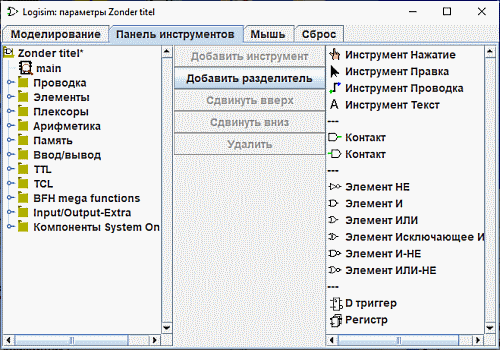 Logisim: параметры Zonder titel
Моделирование Панель инструментов Мышь Сброс
Zonder titel*
main
Проводка
Элементы
Плексоры
Арифметика
Память
Ввод/вывод
TTL
TCL
BFH mega functions
Input/Output-Extra
Компоненты System On
Добавить инструмент
Добавить разделитель
Сдвинуть вверх
Сдвинуть вниз
Удалить
Инструмент Нажатие
Инструмент Правка
Инструмент Проводка
A Инструмент Текст
---
Контакт
Контакт
---
Элемент НЕ
Элемент И
Элемент ИЛИ
Элемент Исключающее И
Элемент И-НЕ
Элемент ИЛИ-НЕ
---
D триггер
Регистр